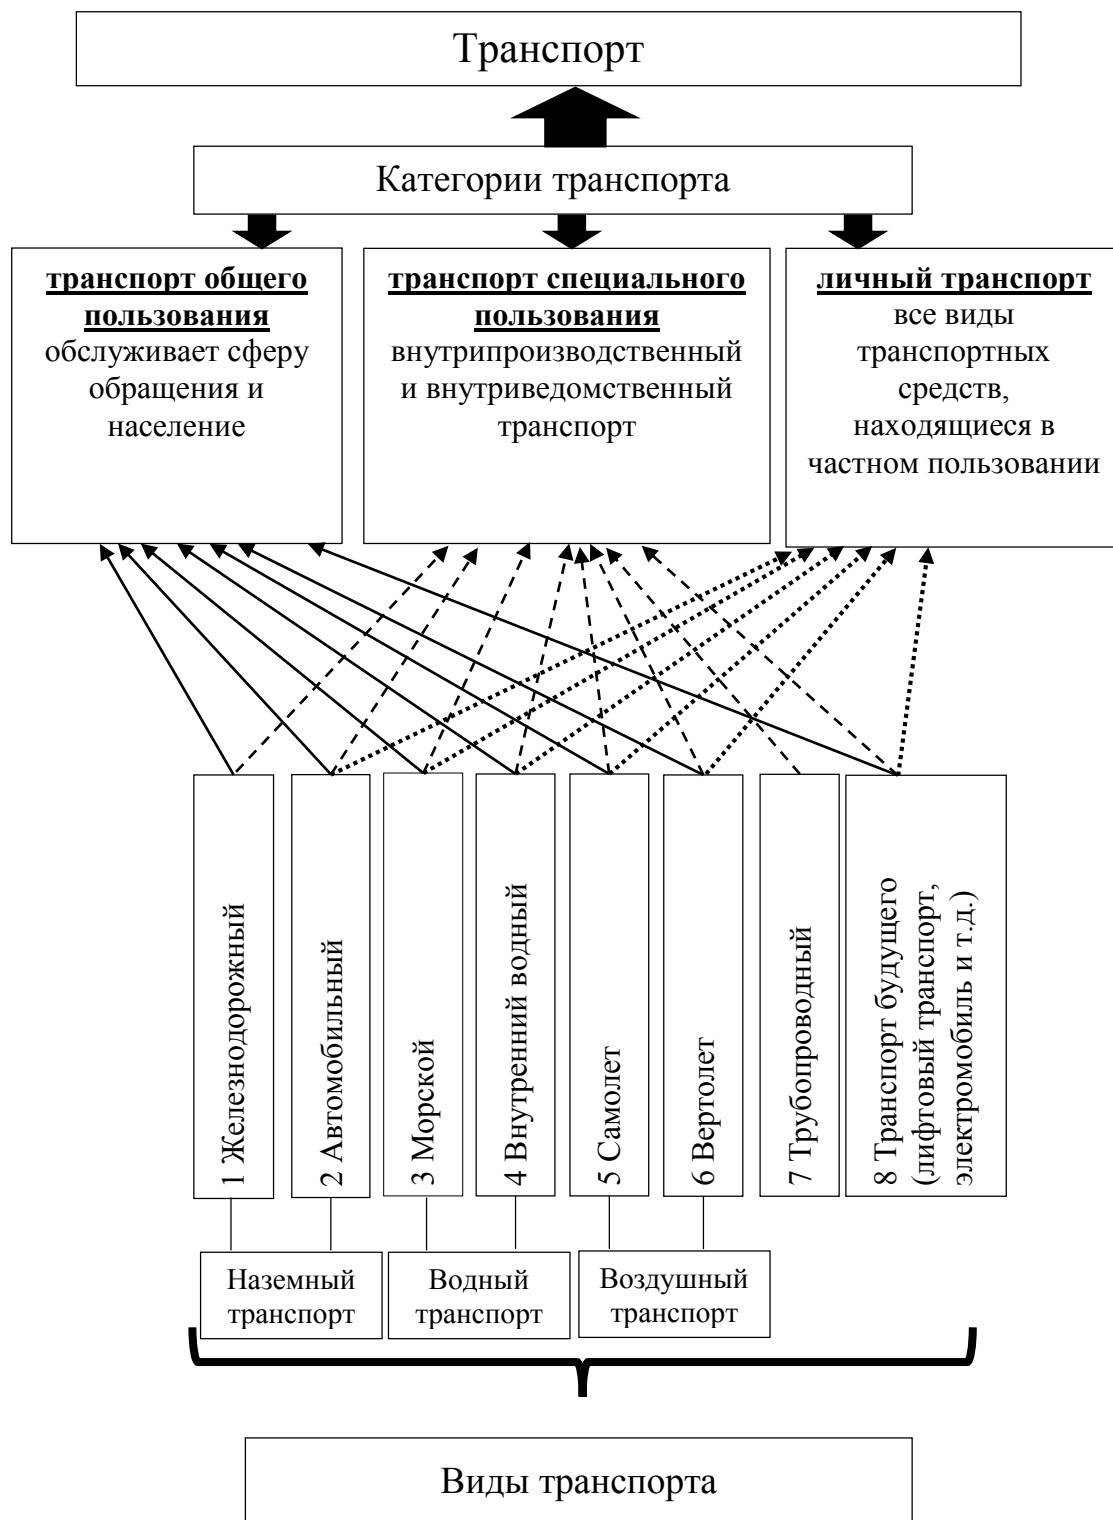 Транспорт
Категории транспорта
транспорт общего
пользования
обслуживает сферу
обращения и
население
транспорт специального
пользования
внутрипроизводственный
и внутриведомственный
транспорт
личный транспорт
все виды
транспортных
средств,
находящиеся в
частном пользовании
1 Железнодорожный
2 Автомобильный
3 Морской
4 Внутренний водный
5 Самолет
6 Вертолет
7 Трубопроводный
8 Транспорт будущего
(лифтовый транспорт,
электромобиль и т.д.)
Наземный
транспорт
Водный
транспорт
Воздушный
транспорт
Виды транспорта